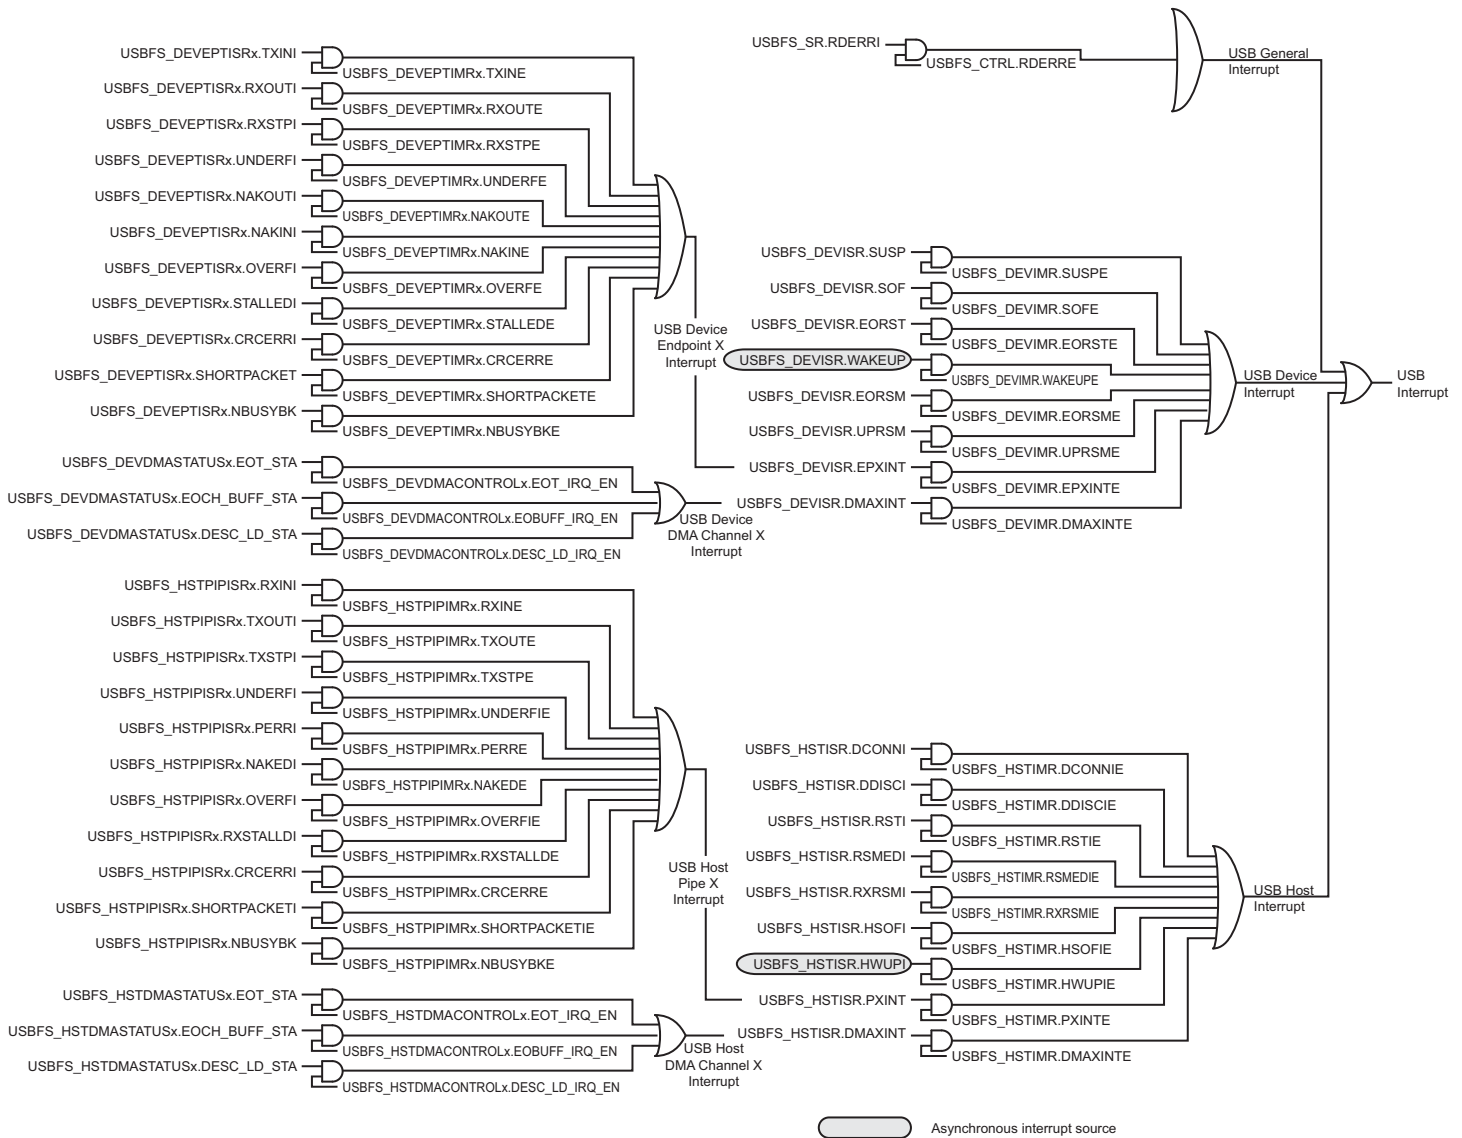 USBFS_DEVEPTISRx.TXINI
USBFS_DEVEPTIMRx.TXINE
USBFS_DEVEPTISRx.RXOUTI
USBFS_DEVEPTIMRx.RXOUTE
USBFS_DEVEPTISRx.RXSTPI
USBFS_DEVEPTIMRx.RXSTPE
USBFS_DEVEPTISRx.UNDERFI
USBFS_DEVEPTIMRx.UNDERFE
USBFS_DEVEPTISRx.NAKOUTI
USBFS_DEVEPTIMRx.NAKOUTE
USBFS_DEVEPTISRx.NAKINI
USBFS_DEVEPTIMRx.NAKINE
USBFS_DEVEPTISRx.OVERFI
USBFS_DEVEPTIMRx.OVERFE
USBFS_DEVEPTISRx.STALLEDI
USBFS_DEVEPTIMRx.STALLEDE
USBFS_DEVEPTISRx.CRCERRI
USBFS_DEVEPTIMRx.CRCERRE
USBFS_DEVEPTISRx.SHORTPACKET
USBFS_DEVEPTIMRx.SHORTPACKETE
USBFS_DEVEPTISRx.NBUSYBK
USBFS_DEVEPTIMRx.NBUSYBKE
USB Device
Endpoint X
Interrupt
USBFS_DEVDMASTATUSx.EOT_STA
USBFS_DEVDMACONTROLx.EOT_IRQ_EN
USBFS_DEVDMASTATUSx.EOCH_BUFF_STA
USBFS_DEVDMACONTROLx.EOBUFF_IRQ_EN
USBFS_DEVDMASTATUSx.DESC_LD_STA
USBFS_DEVDMACONTROLx.DESC_LD_IRQ_EN
USB Device
DMA Channel X
Interrupt
USBFS_HSTPIPISRx.RXINI
USBFS_HSTPIPIMRx.RXINE
USBFS_HSTPIPISRx.TXOUTI
USBFS_HSTPIPIMRx.TXOUTE
USBFS_HSTPIPISRx.TXSTPI
USBFS_HSTPIPIMRx.TXSTPE
USBFS_HSTPIPISRx.UNDERFI
USBFS_HSTPIPIMRx.UNDERFIE
USBFS_HSTPIPISRx.PERRI
USBFS_HSTPIPIMRx.PERRE
USBFS_HSTPIPISRx.NAKEDI
USBFS_HSTPIPIMRx.NAKEDE
USBFS_HSTPIPISRx.OVERFI
USBFS_HSTPIPIMRx.OVERFIE
USBFS_HSTPIPISRx.RXSTALLDI
USBFS_HSTPIPIMRx.RXSTALLDE
USBFS_HSTPIPISRx.CRCERRI
USBFS_HSTPIPIMRx.CRCERRE
USBFS_HSTPIPISRx.SHORTPACKETI
USBFS_HSTPIPIMRx.SHORTPACKETIE
USBFS_HSTPIPISRx.NBUSYBK
USBFS_HSTPIPIMRx.NBUSYBKE
USB Host
Pipe X
Interrupt
USBFS_HSTDMASTATUSx.EOT_STA
USBFS_HSTDMACONTROLx.EOT_IRQ_EN
USBFS_HSTDMASTATUSx.EOCH_BUFF_STA
USBFS_HSTDMACONTROLx.EOBUFF_IRQ_EN
USBFS_HSTDMASTATUSx.DESC_LD_STA
USBFS_HSTDMACONTROLx.DESC_LD_IRQ_EN
USB Host
DMA Channel X
Interrupt
USBFS_SR.RDERRI
USBFS_CTRL.RDERRE
USB General
Interrupt
USBFS_DEVISR.SUSP
USBFS_DEVIMR.SUSPE
USBFS_DEVISR.SOF
USBFS_DEVIMR.SOFE
USBFS_DEVISR.EORST
USBFS_DEVIMR.EORSTE
USBFS_DEVISR.WAKEUP
USBFS_DEVIMR.WAKEUPE
USBFS_DEVISR.EORSM
USBFS_DEVIMR.EORSME
USBFS_DEVISR.UPRSM
USBFS_DEVIMR.UPRSME
USBFS_DEVISR.EPXINT
USBFS_DEVIMR.EPXINTE
USBFS_DEVISR.DMAXINT
USBFS_DEVIMR.DMAXINTE
USB Device
Interrupt
USB
Interrupt
USBFS_HSTISR.DCONNI
USBFS_HSTIMR.DCONNIE
USBFS_HSTISR.DDISCI
USBFS_HSTIMR.DDISCIE
USBFS_HSTISR.RSTI
USBFS_HSTIMR.RSTIE
USBFS_HSTISR.RSMEDI
USBFS_HSTIMR.RSMEDIE
USBFS_HSTISR.RXRSMI
USBFS_HSTIMR.RXRSMIE
USBFS_HSTISR.HSOFI
USBFS_HSTIMR.HSOFIE
USBFS_HSTISR.HWUPI
USBFS_HSTIMR.HWUPIE
USBFS_HSTISR.PXINT
USBFS_HSTIMR.PXINTE
USBFS_HSTISR.DMAXINT
USBFS_HSTIMR.DMAXINTE
USB Host
Interrupt
Asynchronous interrupt source